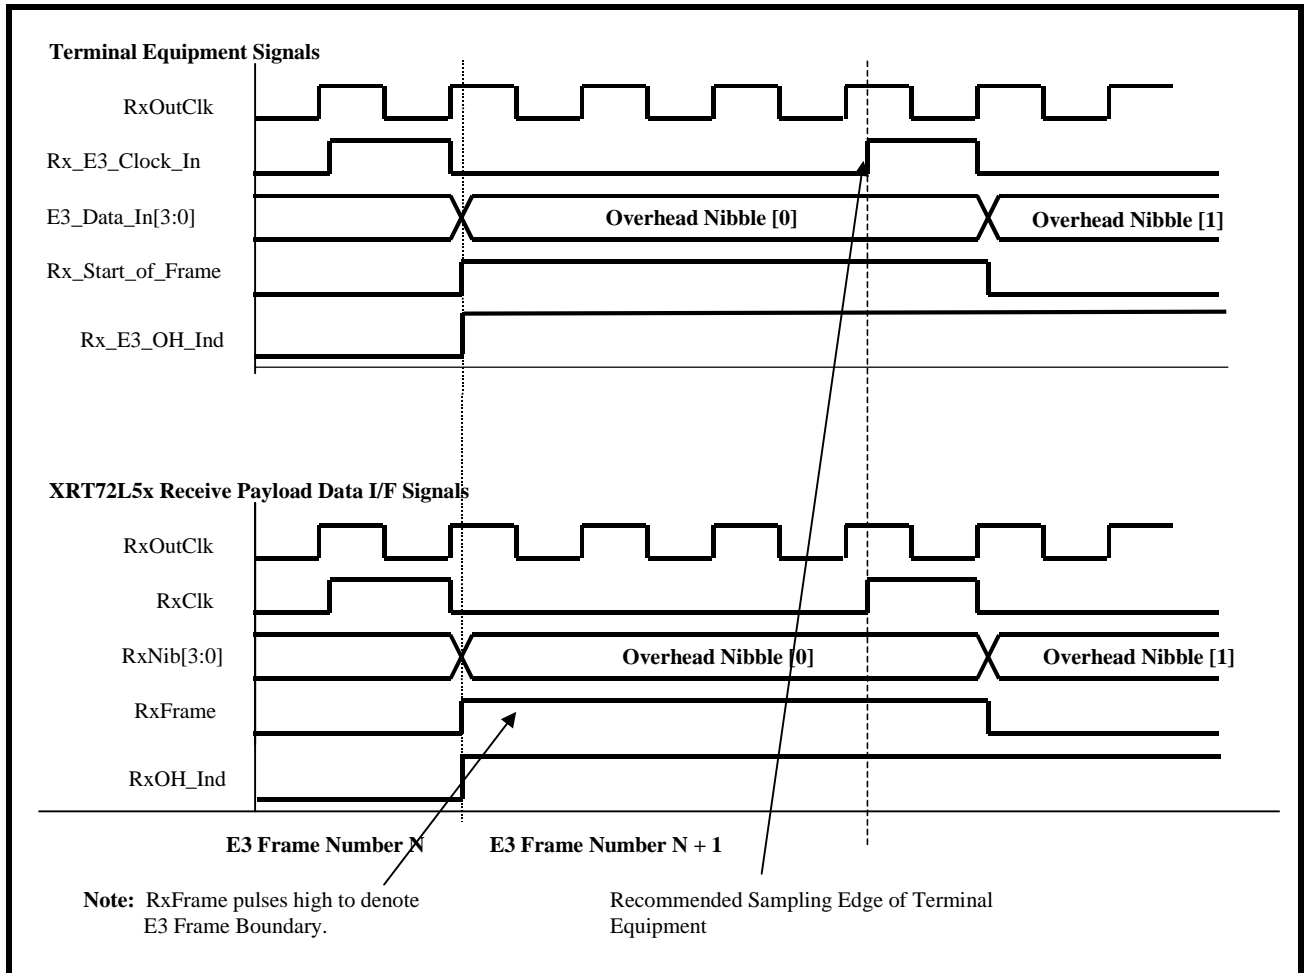 Terminal Equipment Signals
RxOutClk
Rx_E3_Clock_In
E3_Data_In[3:0]
Overhead Nibble [0]
Overhead Nibble [1]
Rx_Start_of_Frame
Rx_E3_OH_Ind
XRT72L5x Receive Payload Data I/F Signals
RxOutClk
RxClk
RxNib[3:0]
Overhead Nibble [0]
Overhead Nibble [1]
RxFrame
RxOH_Ind
E3 Frame Number N
E3 Frame Number N + 1
Note: RxFrame pulses high to denote
E3 Frame Boundary.
Recommended Sampling Edge of Terminal
Equipment